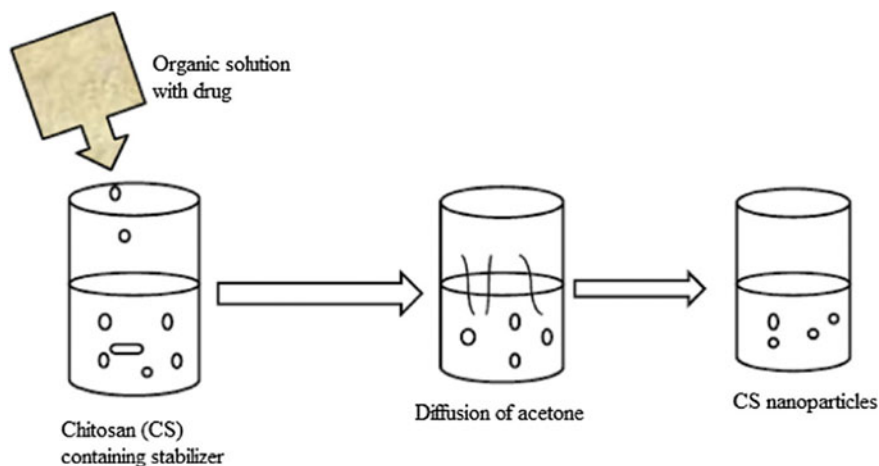 Organic solution
with drug
Chitosan (CS)
containing stabilizer
Diffusion of acetone
CS nanoparticles